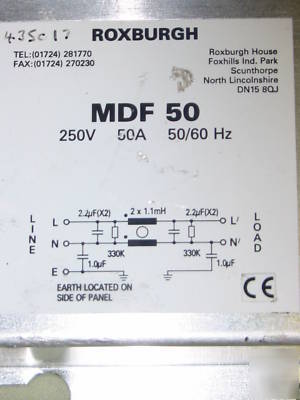 4.35c 17
ROXBURGH
TEL:(01724) 281770
FAX:(01724) 270230
Roxburgh House
Foxhills Ind. Park
Scunthorpe
North Lincolnshire
DN15 8QJ
MDF 50
250V 50A 50/60 Hz
2.2µF(X2) 2 x 1.1mH 2.2µF(X2)
LINE
L L/
N N/
LOAD
330K 330K
1.0µF 1.0µF
E
EARTH LOCATED ON
SIDE OF PANEL
CE